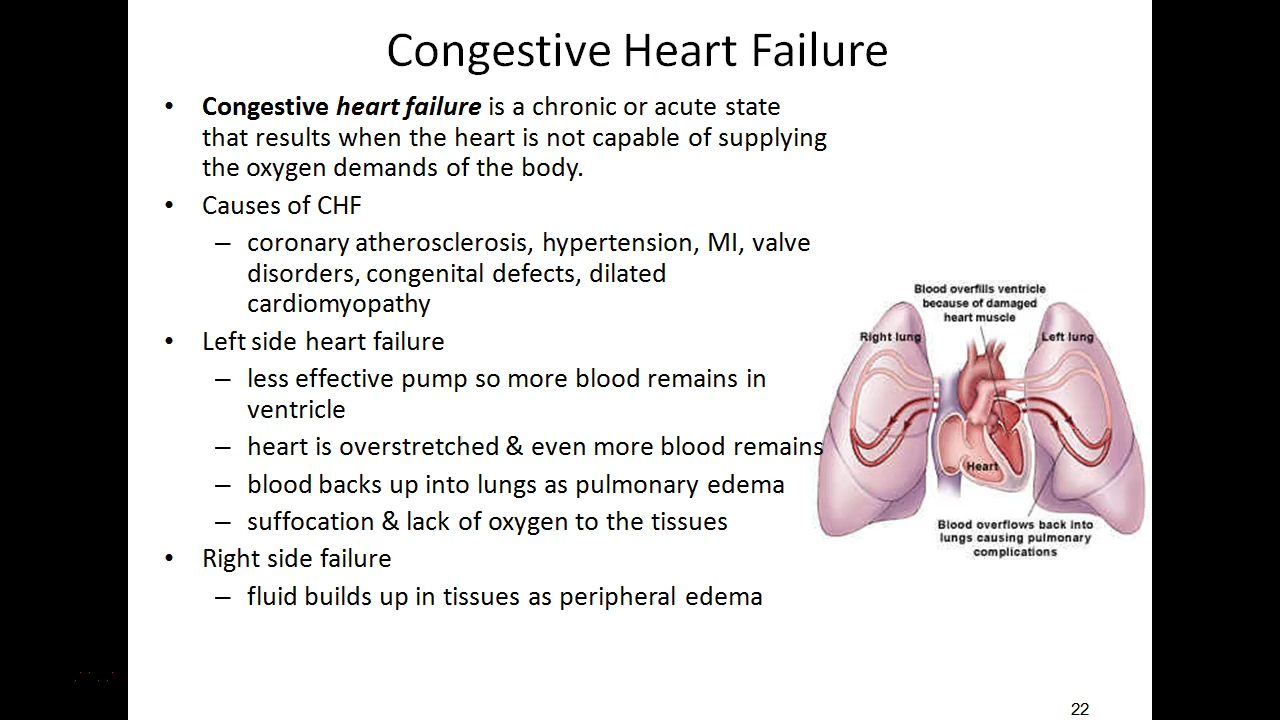 Congestive Heart Failure
• Congestive heart failure is a chronic or acute state
that results when the heart is not capable of supplying
the oxygen demands of the body.
• Causes of CHF
– coronary atherosclerosis, hypertension, MI, valve
disorders, congenital defects, dilated
cardiomyopathy
• Left side heart failure
– less effective pump so more blood remains in
ventricle
– heart is overstretched & even more blood remains
– blood backs up into lungs as pulmonary edema
– suffocation & lack of oxygen to the tissues
• Right side failure
– fluid builds up in tissues as peripheral edema
Blood overfills ventricle
because of damaged
heart muscle
Right lung
Left lung
Heart
Blood overflows back into
lungs causing pulmonary
complications
22